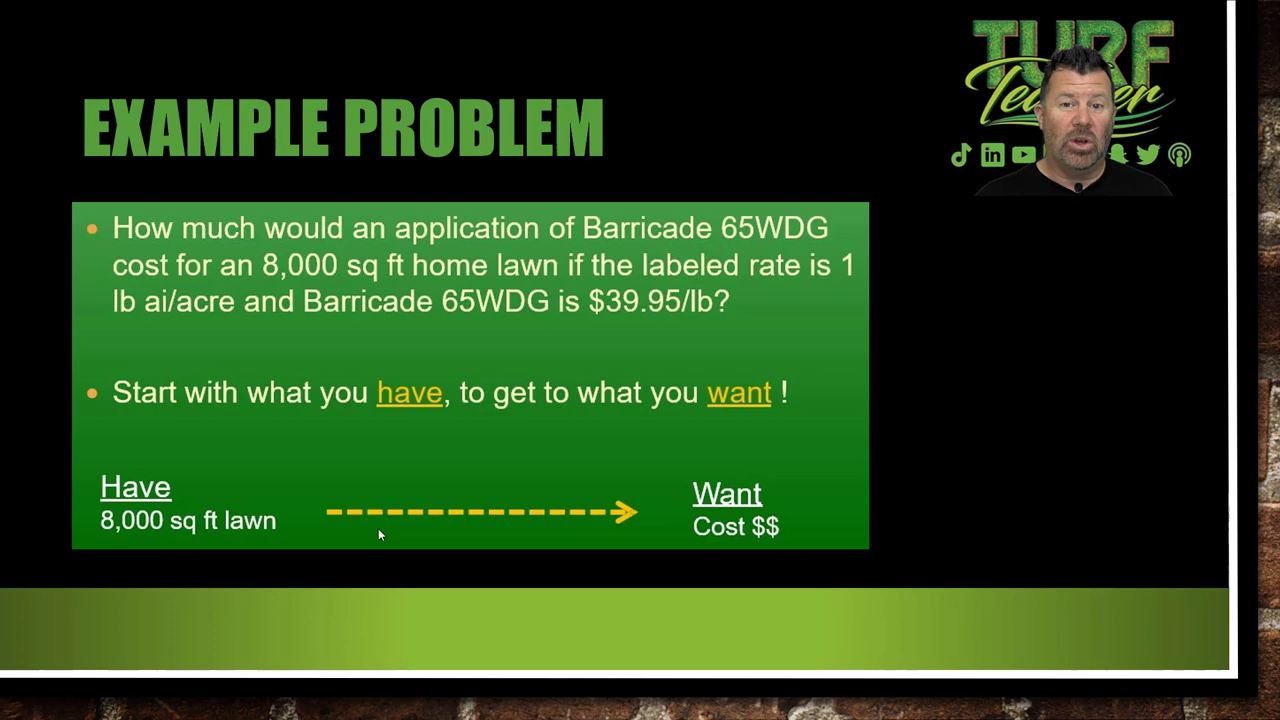 TURF
EXAMPLE PROBLEM
• How much would an application of Barricade 65WDG
cost for an 8,000 sq ft home lawn if the labeled rate is 1
lb ai/acre and Barricade 65WDG is $39.95/lb?
• Start with what you have, to get to what you want !
Have
8,000 sq ft lawn
Want
Cost $$